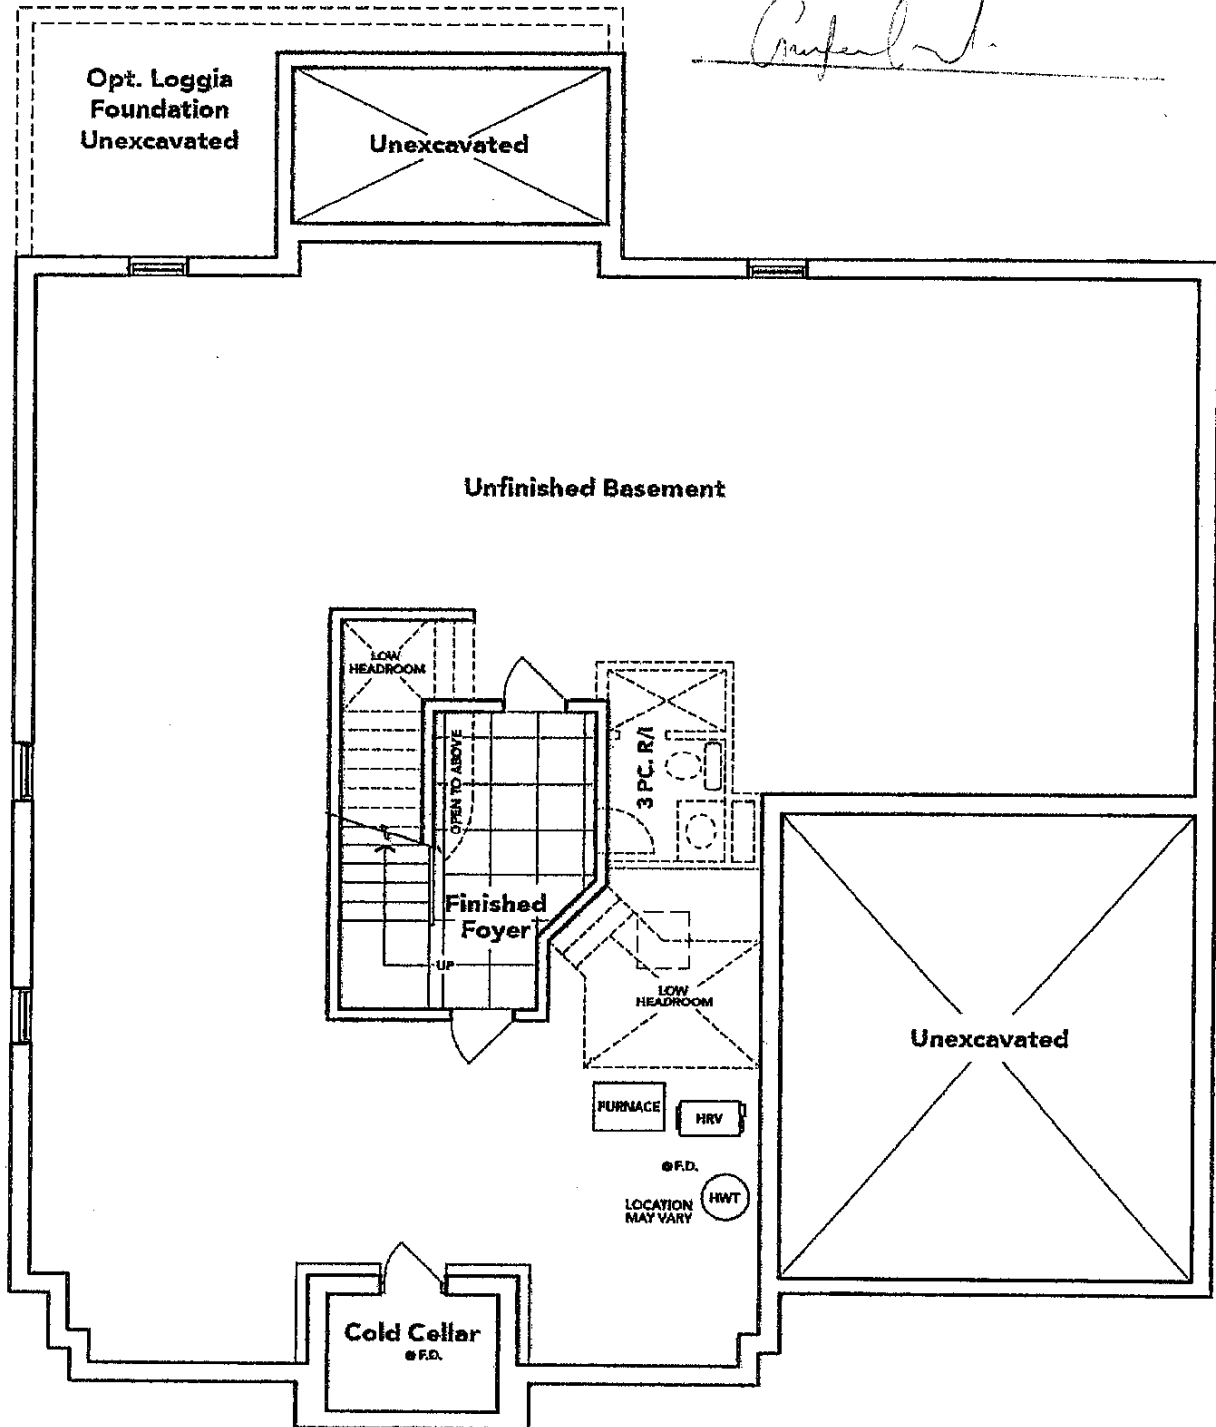 Opt. Loggia
Foundation
Unexcavated
Unexcavated
Unfinished Basement
LOW
HEADROOM
OPEN TO ABOVE
3 PC. R/I
Finished
Foyer
UP
LOW
HEADROOM
Unexcavated
FURNACE
HRV
F.D.
HWT
LOCATION
MAY VARY
Cold Cellar
F.D.